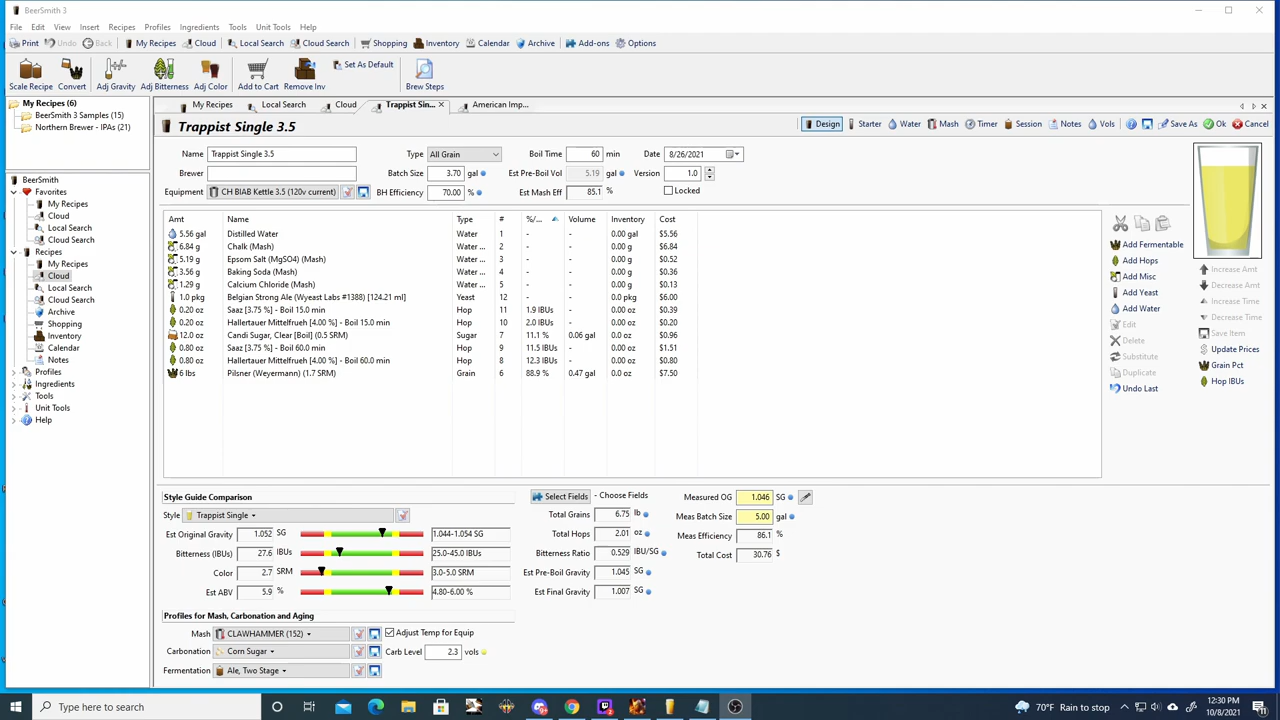 BeerSmith 3
File Edit View Insert Tools Recipes Profiles Ingredients Tools Unit Tools Help
Print Undo Back My Recipes Cloud Local Search Cloud Search Shopping Inventory Calendar Archive Add-ons Options
Scale Recipe Convert Adj Gravity Adj Bitterness Adj Color Add to Cart Remove Inv Set As Default Brew Steps
My Recipes (6)
BeerSmith 3 Samples (15)
Northern Brewer - IPAs (21)
BeerSmith
Favorites
My Recipes
Cloud
Local Search
Cloud Search
Recipes
My Recipes
Cloud
Local Search
Cloud Search
Archive
Shopping
Inventory
Calendar
Notes
Profiles
Ingredients
Tools
Unit Tools
Help
My Recipes Local Search Cloud Trappist Sin... American Imp...
Trappist Single 3.5
Design Starter Water Mash Timer Session Notes Vols Save As Ok Cancel
Name Trappist Single 3.5 Type All Grain Boil Time 60 min Date 8/26/2021
Brewer Batch Size 3.70 gal Est Pre-Boil Vol 5.19 gal Version 1.0
Equipment CH BIAB Kettle 3.5 (120v current) BH Efficiency 70.00 % Est Mash Eff 85.1 % Locked
Amt Name Type # %/... Volume Inventory Cost
5.56 gal Distilled Water Water 1 - - 0.00 gal $5.56
6.84 g Chalk (Mash) Water ... 2 - - 0.00 g $6.84
5.19 g Epsom Salt (MgSO4) (Mash) Water ... 3 - - 0.00 g $0.52
3.56 g Baking Soda (Mash) Water ... 4 - - 0.00 g $0.36
1.29 g Calcium Chloride (Mash) Water ... 5 - - 0.00 g $0.13
1.0 pkg Belgian Strong Ale (Wyeast Labs #1388) [124.21 ml] Yeast 12 - - 0.00 pkg $6.00
0.20 oz Saaz [3.75 %] - Boil 15.0 min Hop 11 1.9 IBUs - 0.00 oz $0.39
0.20 oz Hallertauer Mittelfrueh [4.00 %] - Boil 15.0 min Hop 10 2.0 IBUs - 0.00 oz $0.20
12.0 oz Candi Sugar, Clear [Boil] (0.5 SRM) Sugar 7 11.1 % 0.06 gal 0.00 oz $0.96
0.80 oz Saaz [3.75 %] - Boil 60.0 min Hop 9 11.5 IBUs - 0.00 oz $1.51
0.80 oz Hallertauer Mittelfrueh [4.00 %] - Boil 60.0 min Hop 8 12.3 IBUs - 0.00 oz $0.80
6 lbs Pilsner (Weyermann) (1.7 SRM) Grain 6 88.9 % 0.47 gal 0.0 oz $7.50
Add Fermentable
Add Hops
Add Misc
Add Yeast
Add Water
Edit
Delete
Substitute
Duplicate
Undo Last
Increase Amt
Decrease Amt
Increase Time
Decrease Time
Save Item
Update Prices
Grain Pct
Hop IBUs
Style Guide Comparison
Style Trappist Single
Est Original Gravity 1.052 SG 1.044-1.054 SG
Bitterness (IBUs) 27.6 IBUs 25.0-45.0 IBUs
Color 2.7 SRM 3.0-5.0 SRM
Est ABV 5.9 % 4.80-6.00 %
Select Fields - Choose Fields
Total Grains 6.75 lb
Total Hops 2.01 oz
Bitterness Ratio 0.529 IBU/SG
Est Pre-Boil Gravity 1.045 SG
Est Final Gravity 1.007 SG
Measured OG 1.046 SG
Meas Batch Size 5.00 gal
Meas Efficiency 86.1 %
Total Cost 30.76 $
Profiles for Mash, Carbonation and Aging
Mash CLAWHAMMER (152) Adjust Temp for Equip
Carbonation Corn Sugar Carb Level 2.3 vols
Fermentation Ale, Two Stage
Type here to search
70°F Rain to stop
12:30 PM
10/8/2021